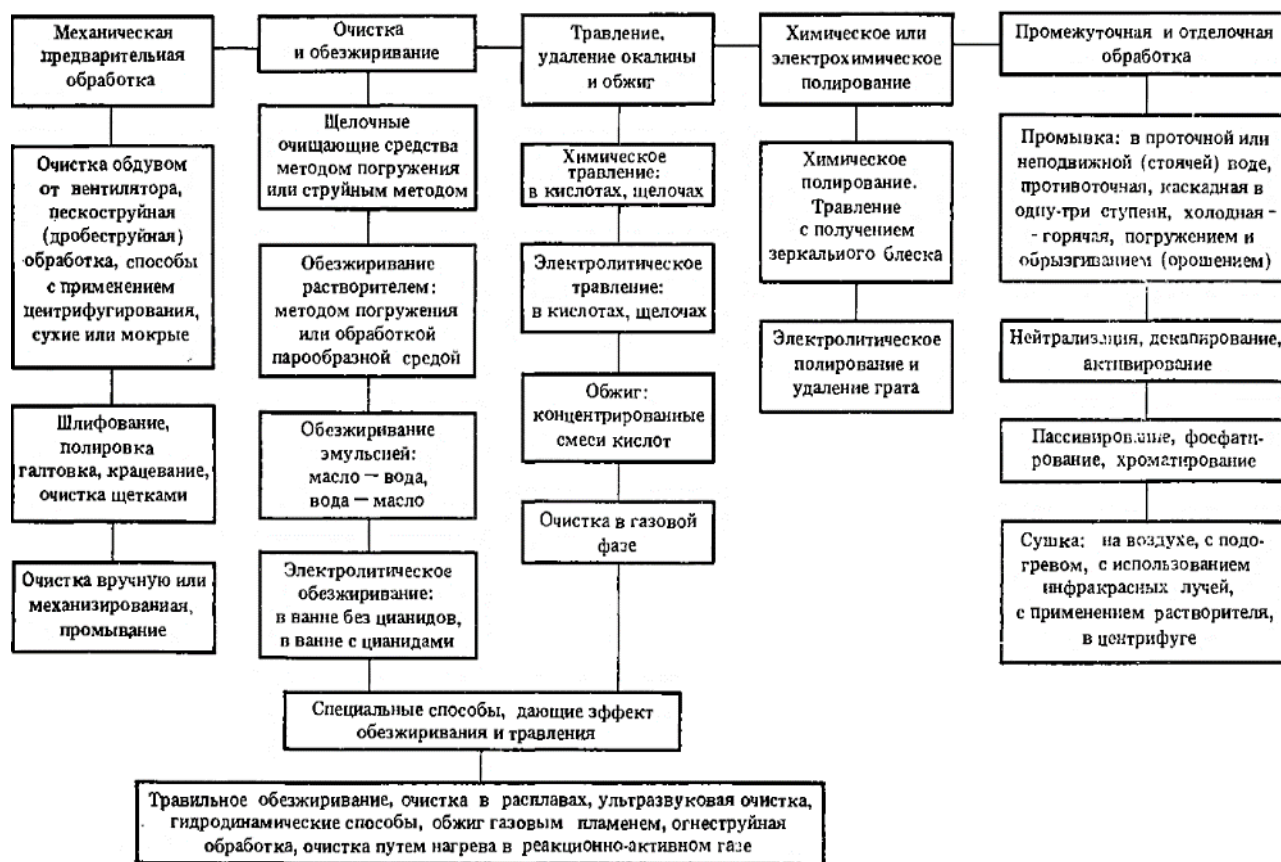 Механическая
предварительная
обработка
Очистка обдувом
от вентилятора,
пескоструйная
(дробеструйная)
обработка, способы
с применением
центрифугирования,
сухие или мокрые
Шлифование,
полировка
галтовка, крацевание,
очистка щетками
Очистка вручную или
механизированная,
промывание
Очистка
и обезжиривание
Щелочные
очищающие средства
методом погружения
или струйным методом
Обезжиривание
растворителем:
методом погружения
или обработкой
парообразной средой
Обезжиривание
эмульсией:
масло — вода,
вода — масло
Электролитическое
обезжиривание:
в ванне без цианидов,
в ванне с цианидами
Травление,
удаление окалины
и обжиг
Химическое
травление:
в кислотах, щелочах
Электролитическое
травление:
в кислотах, щелочах
Обжиг:
концентрированные
смеси кислот
Очистка в газовой
фазе
Специальные способы, дающие эффект
обезжиривания и травления
Травильное обезжиривание, очистка в расплавах, ультразвуковая очистка,
гидродинамические способы, обжиг газовым пламенем, огнеструйная
обработка, очистка путем нагрева в реакционно-активном газе
Химическое или
электрохимическое
полирование
Химическое
полирование.
Травление
с получением
зеркального блеска
Электролитическое
полирование и
удаление грата
Промежуточная и отделочная
обработка
Промывка: в проточной или
неподвижной (стоячей) воде,
противоточная, каскадная в
одну-три ступени, холодная -
- горячая, погружением и
обрызгиванием (орошением)
Нейтрализация, декапирование,
активирование
Пассивирование, фосфати-
рование, хроматирование
Сушка: на воздухе, с подо-
гревом, с использованием
инфракрасных лучей,
с применением растворителя,
в центрифуге